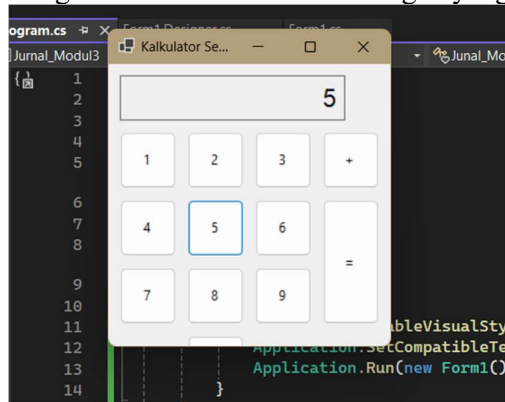 ogram.cs
Form1.Designer.cs
Form1.cs
Jurnal_Modul3
Kalkulator Se...
5
1 2 3 +
4 5 6
=
7 8 9
1
2
3
4
5
6
7
8
9
10
11 ableVisualSty
12 Application.SetCompatibleTe
13 Application.Run(new Form1()
14 }